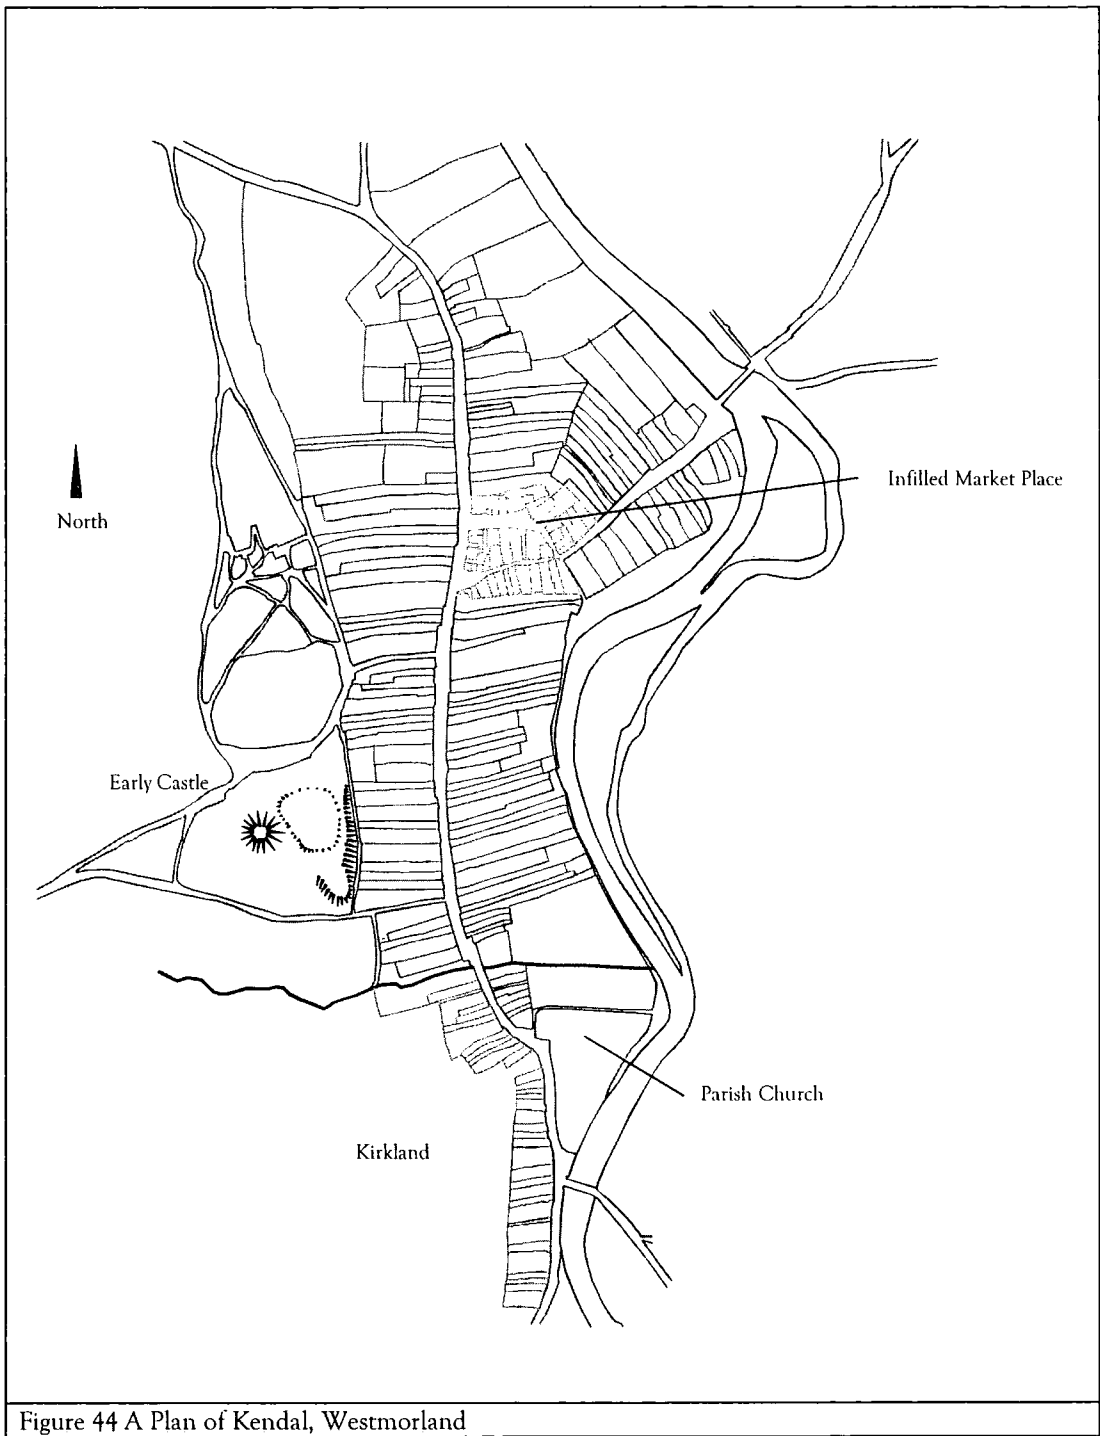 Infilled Market Place
North
Early Castle
Parish Church
Kirkland
Figure 44 A Plan of Kendal, Westmorland